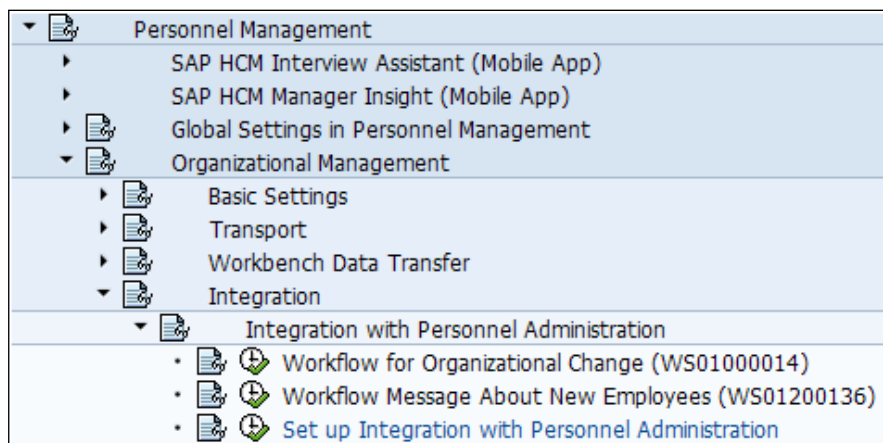 Personnel Management
SAP HCM Interview Assistant (Mobile App)
SAP HCM Manager Insight (Mobile App)
Global Settings in Personnel Management
Organizational Management
Basic Settings
Transport
Workbench Data Transfer
Integration
Integration with Personnel Administration
Workflow for Organizational Change (WS01000014)
Workflow Message About New Employees (WS01200136)
Set up Integration with Personnel Administration